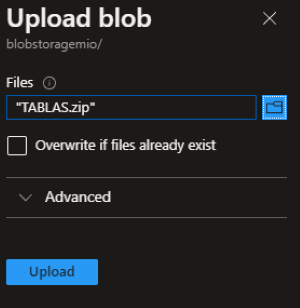 Upload blob
blobstoragemio/
Files
"TABLAS.zip"
Overwrite if files already exist
Advanced
Upload